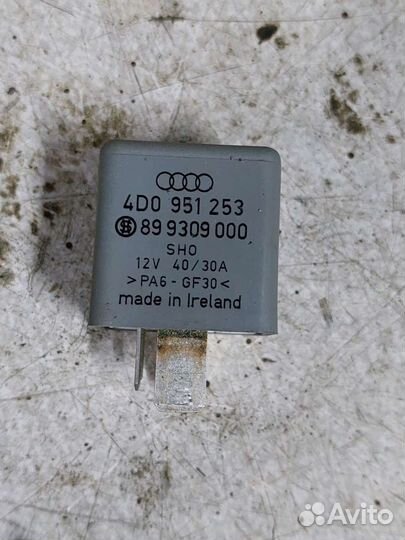 4D0 951 253
89 9309 000
SHO
12V 40/30A
>PA6-GF30<
made in Ireland
Avito